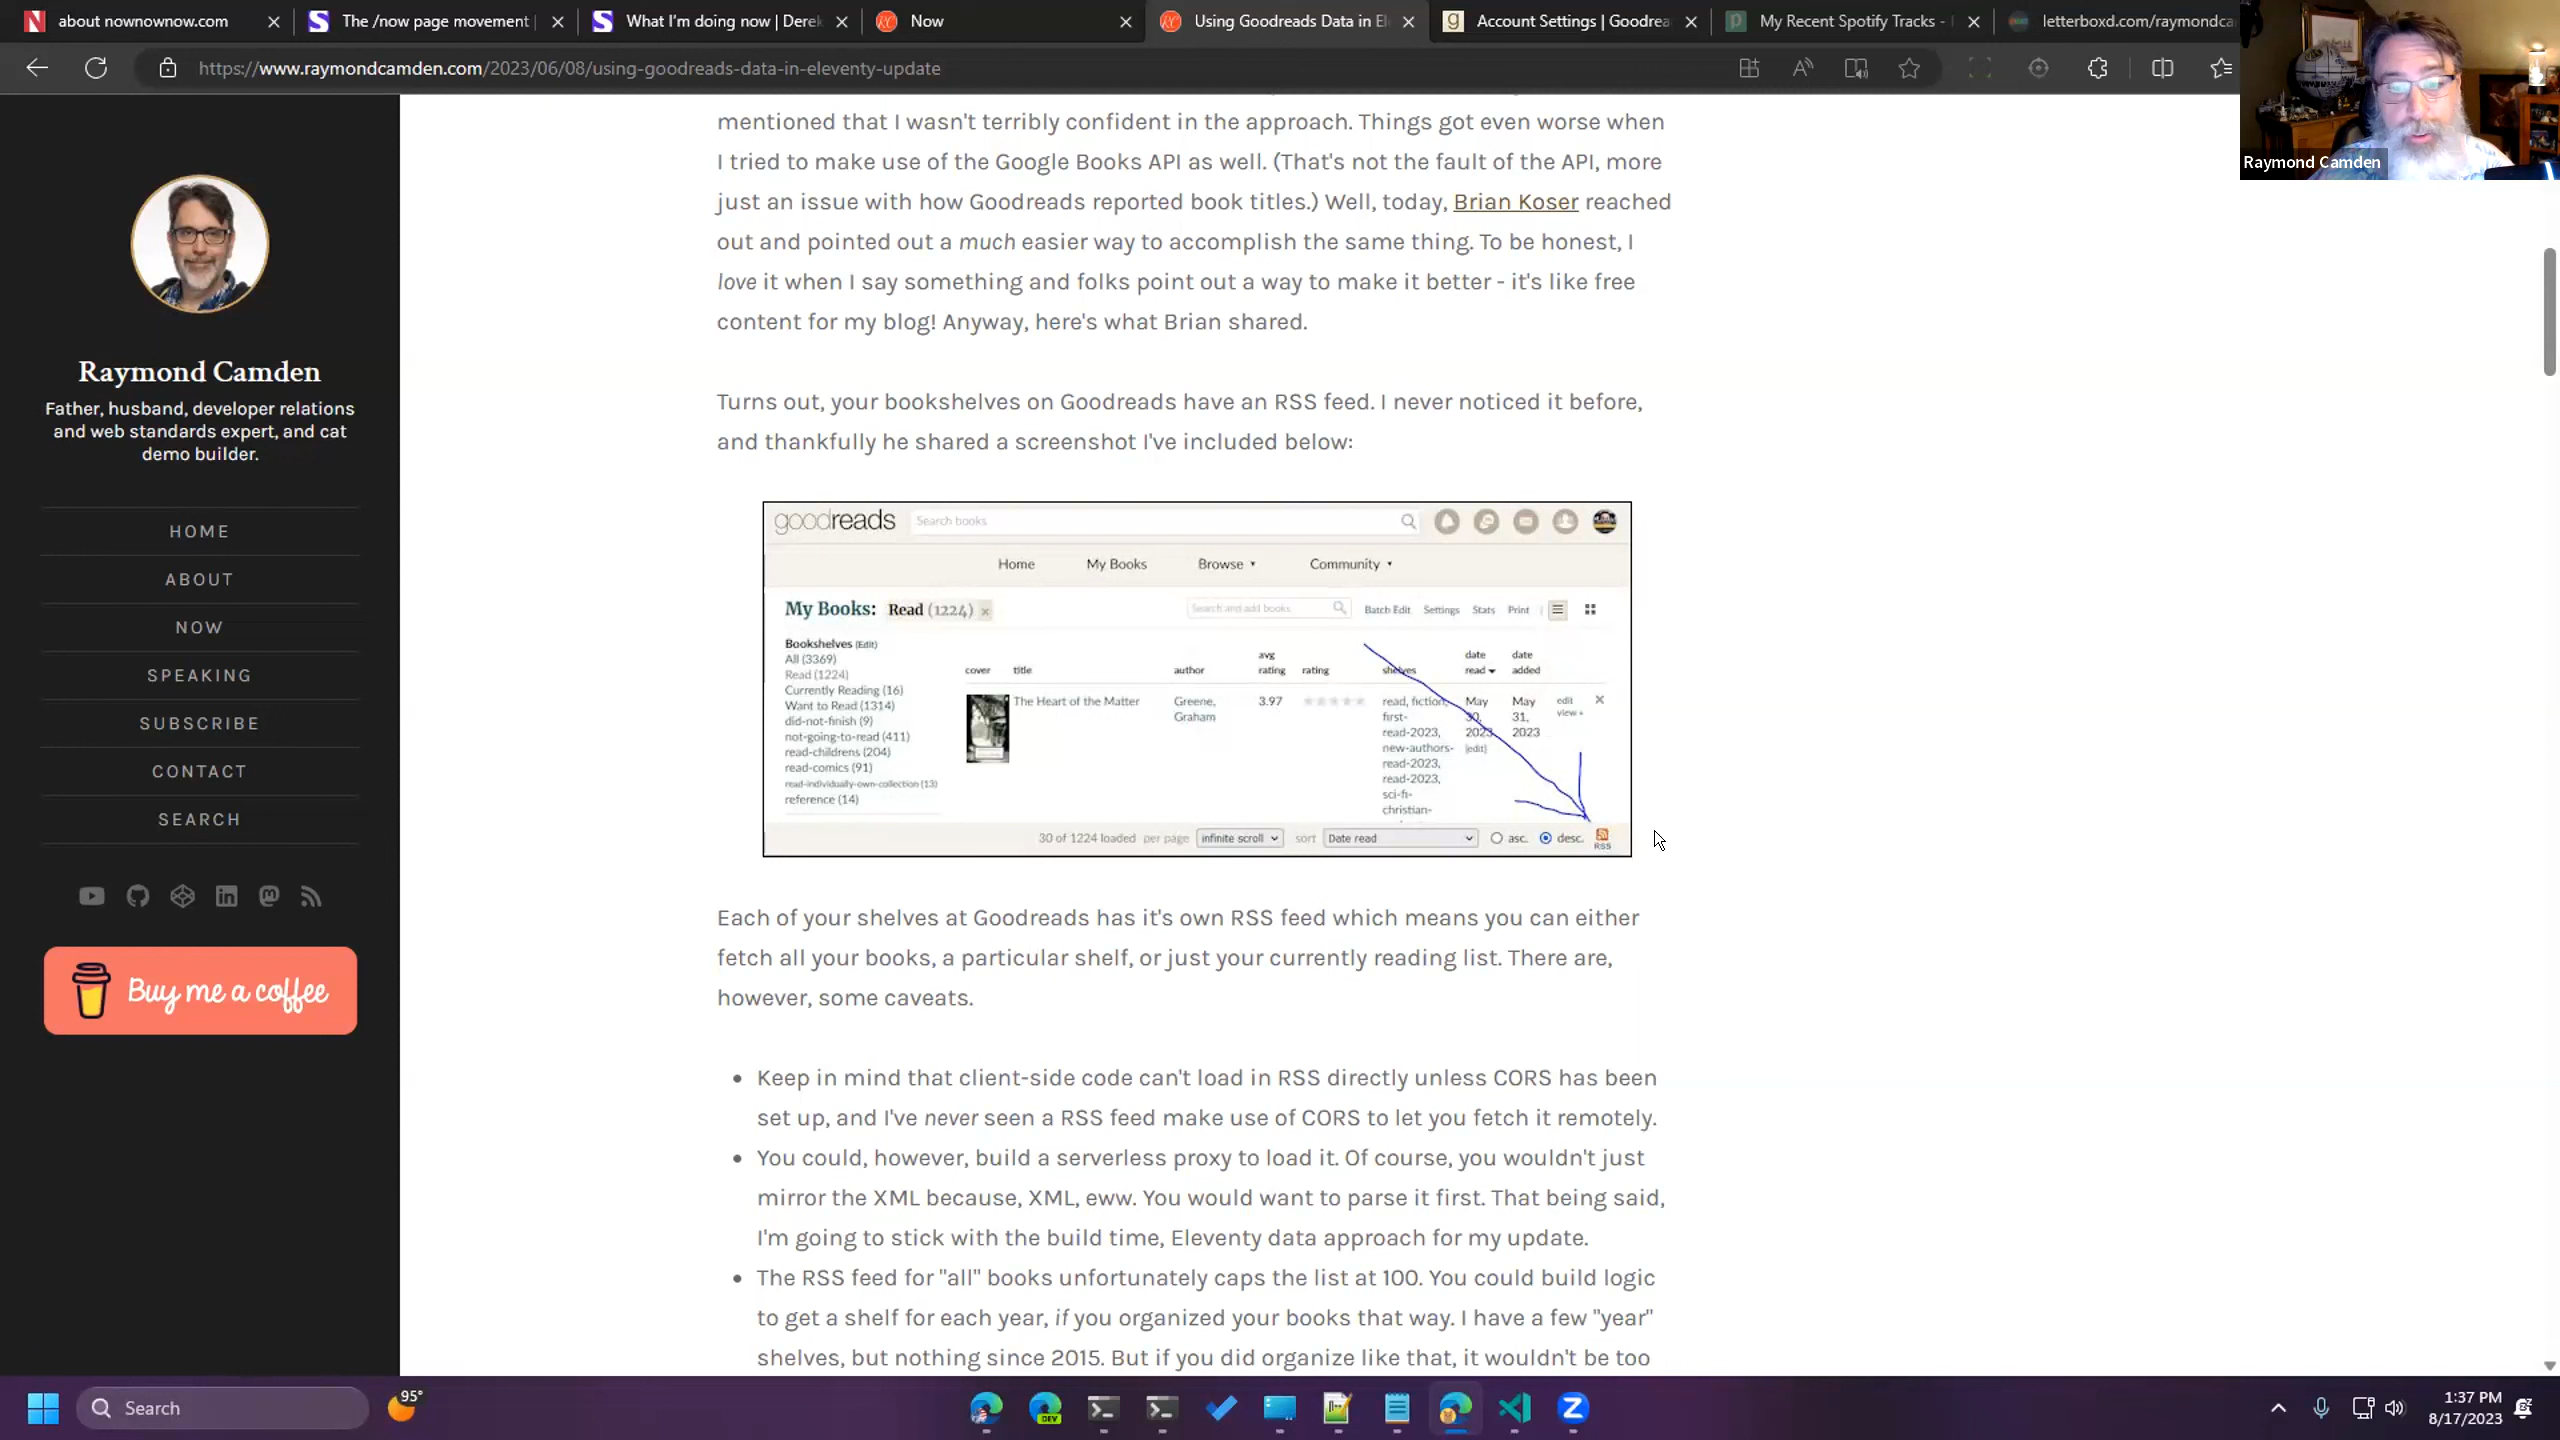 about nownownow.com
The /now page movement
What I'm doing now | Derek
Now
Using Goodreads Data in El
Account Settings | Goodrea
My Recent Spotify Tracks -
letterboxd.com/raymondca
https://www.raymondcamden.com/2023/06/08/using-goodreads-data-in-eleventy-update
Raymond Camden
Raymond Camden
Father, husband, developer relations
and web standards expert, and cat
demo builder.
HOME
ABOUT
NOW
SPEAKING
SUBSCRIBE
CONTACT
SEARCH
Buy me a coffee
mentioned that I wasn't terribly confident in the approach. Things got even worse when
I tried to make use of the Google Books API as well. (That's not the fault of the API, more
just an issue with how Goodreads reported book titles.) Well, today, Brian Koser reached
out and pointed out a much easier way to accomplish the same thing. To be honest, I
love it when I say something and folks point out a way to make it better - it's like free
content for my blog! Anyway, here's what Brian shared.
Turns out, your bookshelves on Goodreads have an RSS feed. I never noticed it before,
and thankfully he shared a screenshot I've included below:
goodreads
Search books
Home
My Books
Browse
Community
My Books: Read (1224) ×
Search and add books
Batch Edit
Settings
Stats
Print
Bookshelves (Edit)
All (3369)
Read (1224)
Currently Reading (16)
Want to Read (1314)
did-not-finish (9)
not-going-to-read (411)
read-childrens (204)
read-comics (91)
read-individually-own-collection (13)
reference (14)
cover
title
author
avg
rating
rating
shelves
date
read
date
added
The Heart of the Matter
Greene,
Graham
3.97
read, fiction,
first-
read-2023,
new-authors-
read-2023,
read-2023,
sci-fi-
christian-
May
30,
2023
[edit]
May
31,
2023
edit
view »
30 of 1224 loaded
per page
infinite scroll
sort
Date read
asc.
desc.
RSS
Each of your shelves at Goodreads has it's own RSS feed which means you can either
fetch all your books, a particular shelf, or just your currently reading list. There are,
however, some caveats.
• Keep in mind that client-side code can't load in RSS directly unless CORS has been
set up, and I've never seen a RSS feed make use of CORS to let you fetch it remotely.
• You could, however, build a serverless proxy to load it. Of course, you wouldn't just
mirror the XML because, XML, eww. You would want to parse it first. That being said,
I'm going to stick with the build time, Eleventy data approach for my update.
• The RSS feed for "all" books unfortunately caps the list at 100. You could build logic
to get a shelf for each year, if you organized your books that way. I have a few "year"
shelves, but nothing since 2015. But if you did organize like that, it wouldn't be too
Search
95°
DEV
1:37 PM
8/17/2023